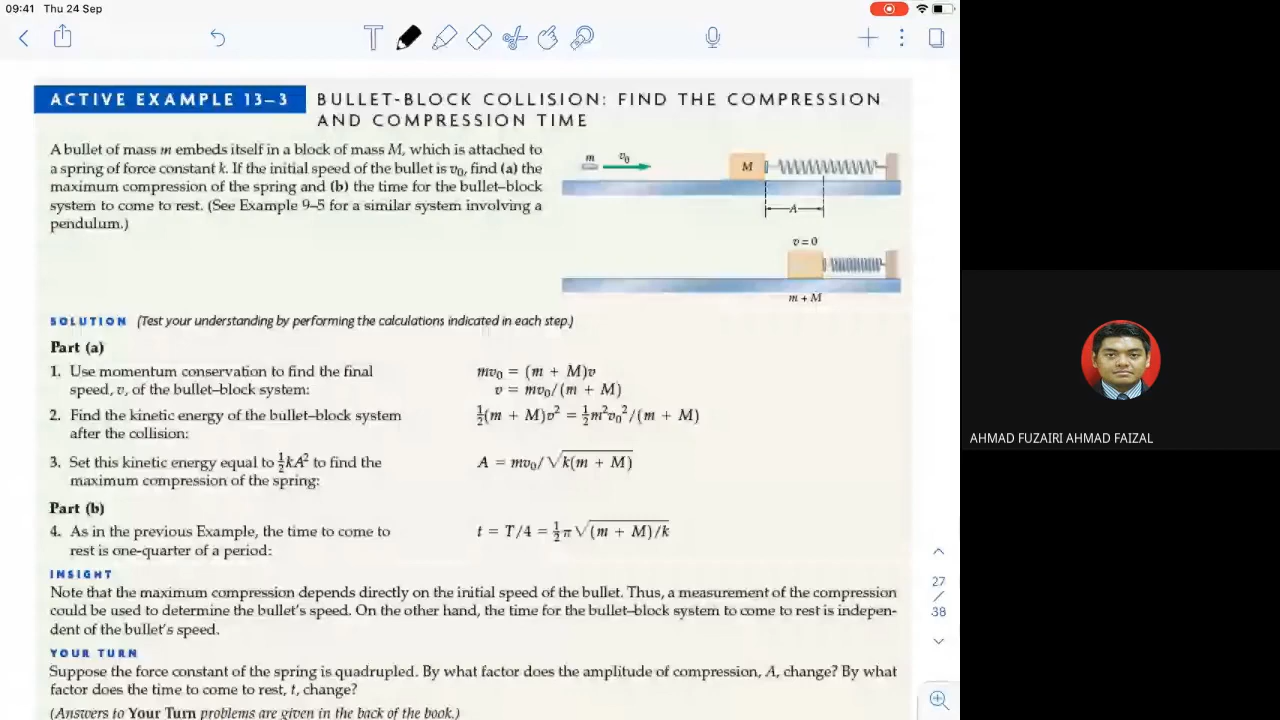 09:41 Thu 24 Sep
ACTIVE EXAMPLE 13–3
BULLET-BLOCK COLLISION: FIND THE COMPRESSION
AND COMPRESSION TIME
A bullet of mass m embeds itself in a block of mass M, which is attached to
a spring of force constant k. If the initial speed of the bullet is v₀, find (a) the
maximum compression of the spring and (b) the time for the bullet–block
system to come to rest. (See Example 9–5 for a similar system involving a
pendulum.)
m v₀ M
A
v = 0
m + M
SOLUTION (Test your understanding by performing the calculations indicated in each step.)
Part (a)
1. Use momentum conservation to find the final
speed, v, of the bullet–block system:
mv₀ = (m + M)v
v = mv₀/(m + M)
2. Find the kinetic energy of the bullet–block system
after the collision:
½(m + M)v² = ½m²v₀²/(m + M)
3. Set this kinetic energy equal to ½kA² to find the
maximum compression of the spring:
A = mv₀/√k(m + M)
Part (b)
4. As in the previous Example, the time to come to
rest is one-quarter of a period:
t = T/4 = ½π√(m + M)/k
INSIGHT
Note that the maximum compression depends directly on the initial speed of the bullet. Thus, a measurement of the compression
could be used to determine the bullet's speed. On the other hand, the time for the bullet–block system to come to rest is indepen-
dent of the bullet's speed.
YOUR TURN
Suppose the force constant of the spring is quadrupled. By what factor does the amplitude of compression, A, change? By what
factor does the time to come to rest, t, change?
(Answers to Your Turn problems are given in the back of the book.)
27
/
38
AHMAD FUZAIRI AHMAD FAIZAL